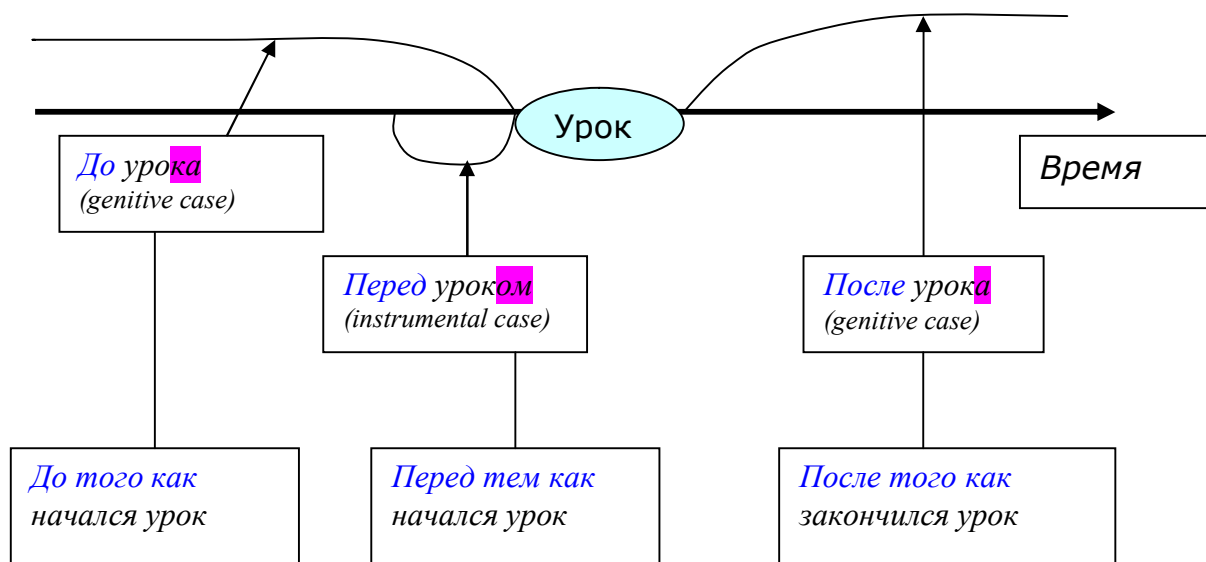 Урок
До урока
(genitive case)
Время
Перед уроком
(instrumental case)
После урока
(genitive case)
До того как
начался урок
Перед тем как
начался урок
После того как
закончился урок